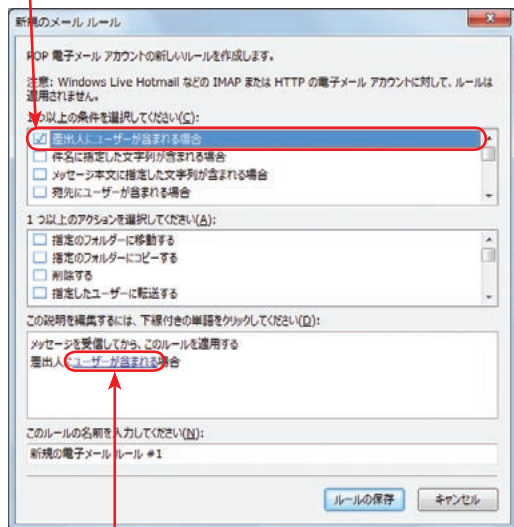 新規のメール ルール
POP 電子メール アカウントの新しいルールを作成します。
注意: Windows Live Hotmail などの IMAP または HTTP の電子メール アカウントに対して、ルールは
適用されません。
1 つ以上の条件を選択してください(C):
差出人にユーザーが含まれる場合
件名に指定した文字列が含まれる場合
メッセージ本文に指定した文字列が含まれる場合
宛先にユーザーが含まれる場合
1 つ以上のアクションを選択してください(A):
指定のフォルダーに移動する
指定のフォルダーにコピーする
削除する
指定したユーザーに転送する
この説明を編集するには、下線付きの単語をクリックしてください(D):
メッセージを受信してから、このルールを適用する
差出人にユーザーが含まれる場合
このルールの名前を入力してください(N):
新規の電子メール ルール #1
ルールの保存
キャンセル